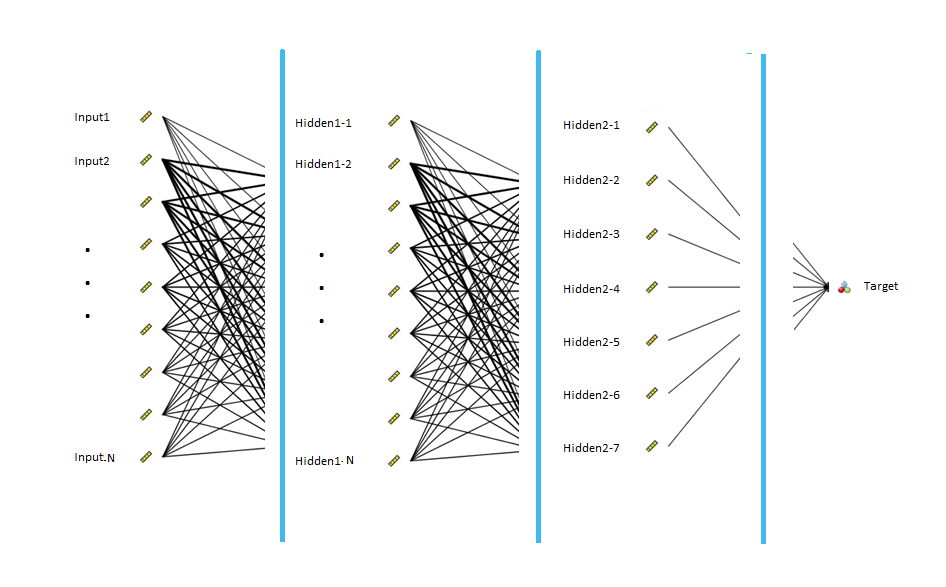 Input1
Input2
Input.N
Hidden1-1
Hidden1-2
Hidden1- N
Hidden2-1
Hidden2-2
Hidden2-3
Hidden2-4
Hidden2-5
Hidden2-6
Hidden2-7
Target